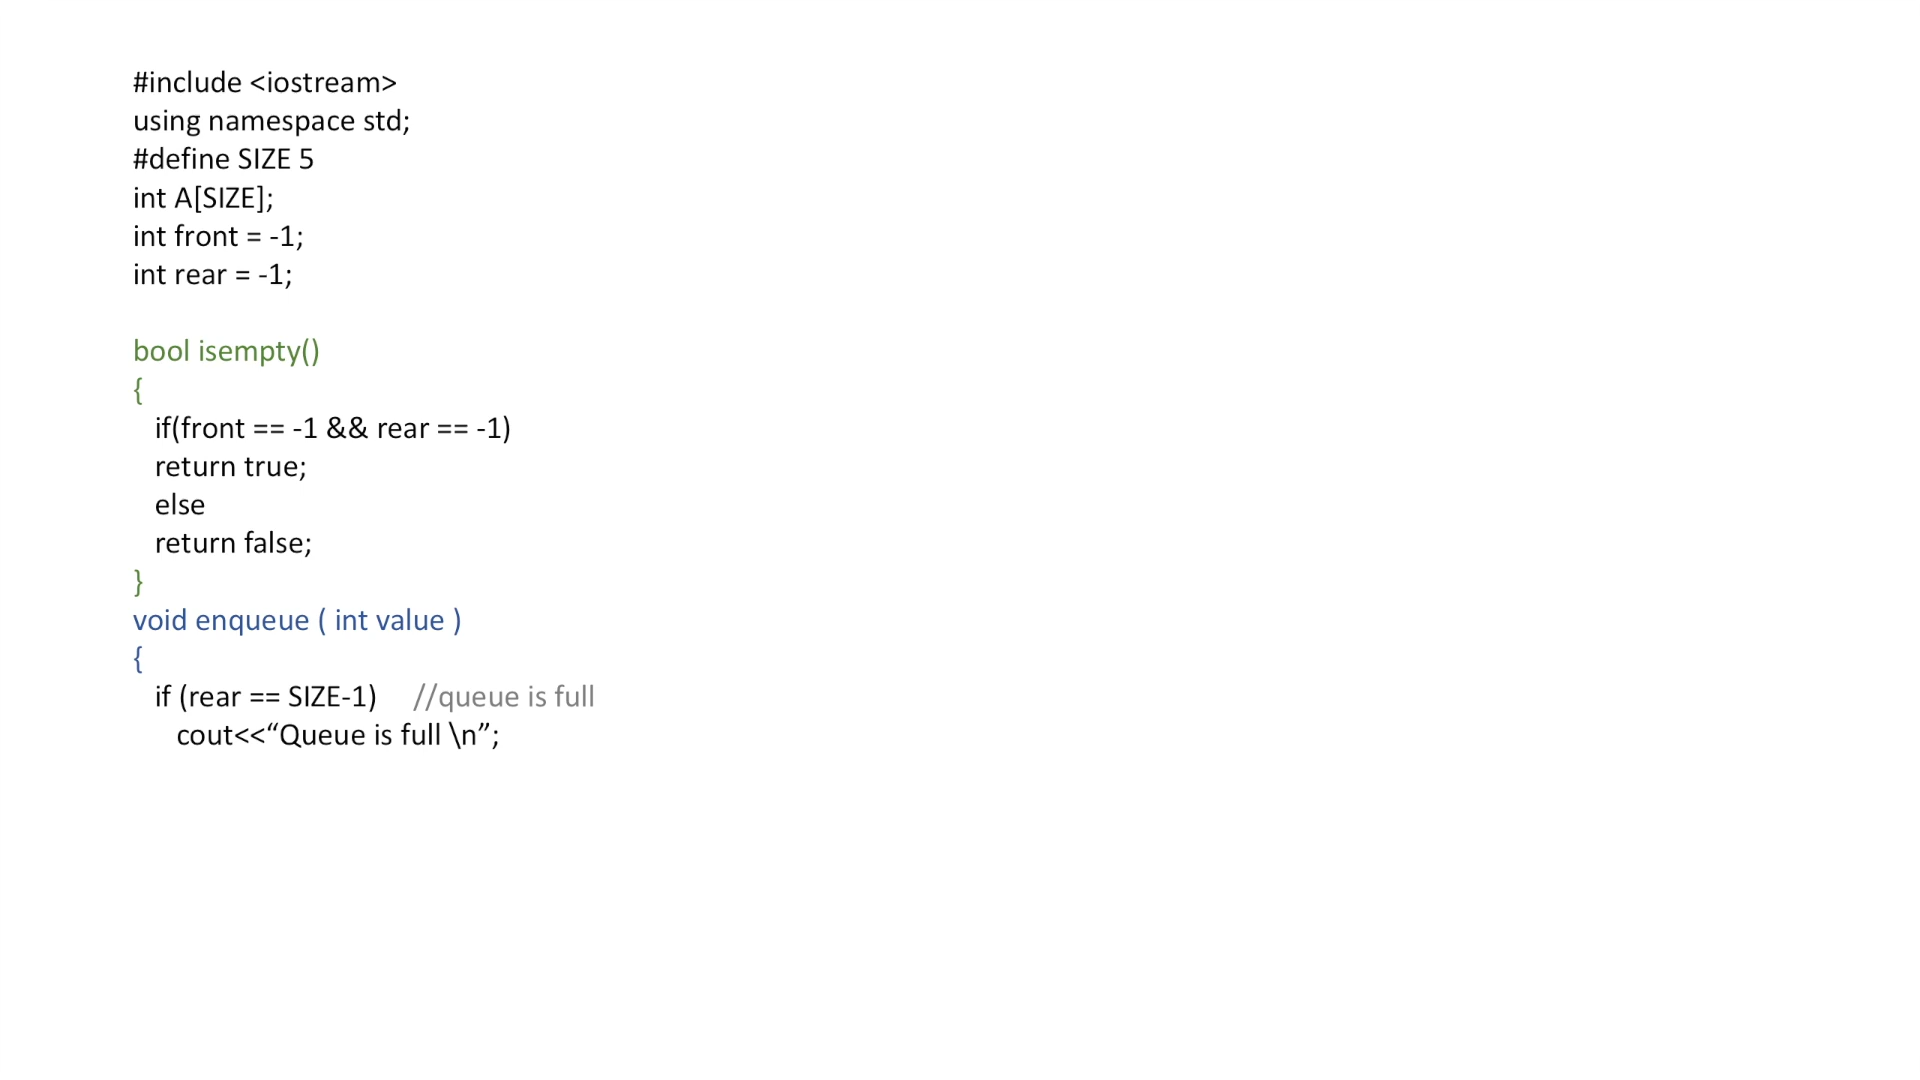 #include <iostream>
using namespace std;
#define SIZE 5
int A[SIZE];
int front = -1;
int rear = -1;
bool isempty()
{
if(front == -1 && rear == -1)
return true;
else
return false;
}
void enqueue ( int value )
{
if (rear == SIZE-1) //queue is full
cout<<“Queue is full \n”;